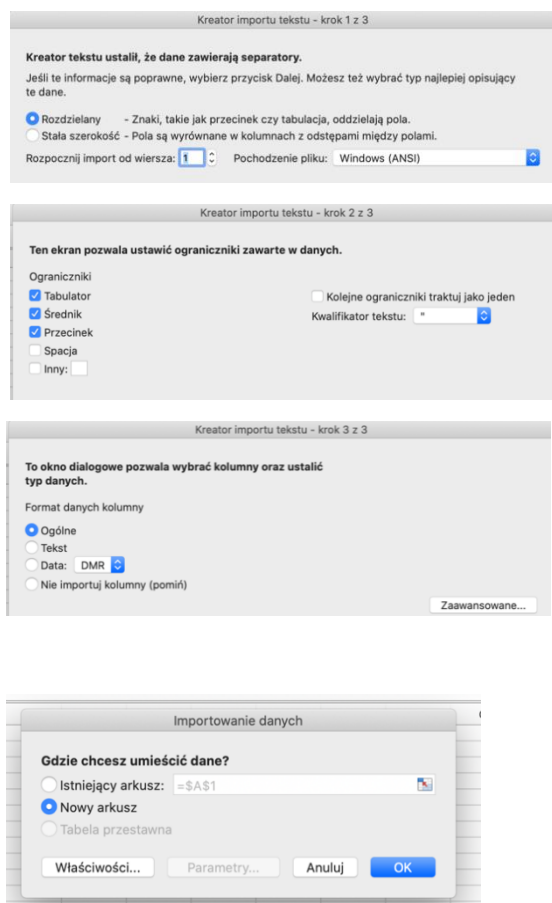 Kreator importu tekstu - krok 1 z 3
Kreator tekstu ustalił, że dane zawierają separatory.
Jeśli te informacje są poprawne, wybierz przycisk Dalej. Możesz też wybrać typ najlepiej opisujący
te dane.
Rozdzielany - Znaki, takie jak przecinek czy tabulacja, oddzielają pola.
Stała szerokość - Pola są wyrównane w kolumnach z odstępami między polami.
Rozpocznij import od wiersza: 1 Pochodzenie pliku: Windows (ANSI)
Kreator importu tekstu - krok 2 z 3
Ten ekran pozwala ustawić ograniczniki zawarte w danych.
Ograniczniki
Tabulator
Kolejne ograniczniki traktuj jako jeden
Średnik
Kwalifikator tekstu: "
Przecinek
Spacja
Inny:
Kreator importu tekstu - krok 3 z 3
To okno dialogowe pozwala wybrać kolumny oraz ustalić
typ danych.
Format danych kolumny
Ogólne
Tekst
Data: DMR
Nie importuj kolumny (pomiń)
Zaawansowane...
Importowanie danych
Gdzie chcesz umieścić dane?
Istniejący arkusz: =$A$1
Nowy arkusz
Tabela przestawna
Właściwości... Parametry... Anuluj OK